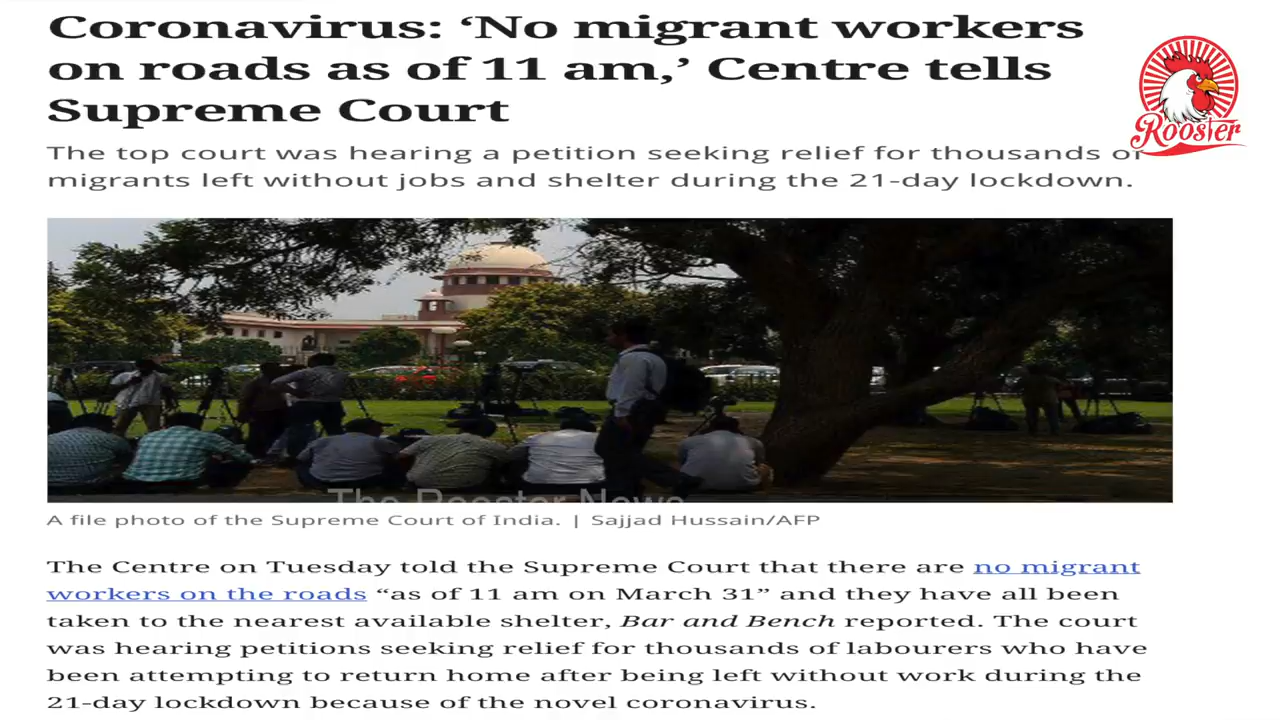 Coronavirus: ‘No migrant workers
on roads as of 11 am,’ Centre tells
Supreme Court
Rooster
The top court was hearing a petition seeking relief for thousands of
migrants left without jobs and shelter during the 21-day lockdown.
The Rooster News
A file photo of the Supreme Court of India. | Sajjad Hussain/AFP
The Centre on Tuesday told the Supreme Court that there are no migrant
workers on the roads “as of 11 am on March 31” and they have all been
taken to the nearest available shelter, Bar and Bench reported. The court
was hearing petitions seeking relief for thousands of labourers who have
been attempting to return home after being left without work during the
21-day lockdown because of the novel coronavirus.